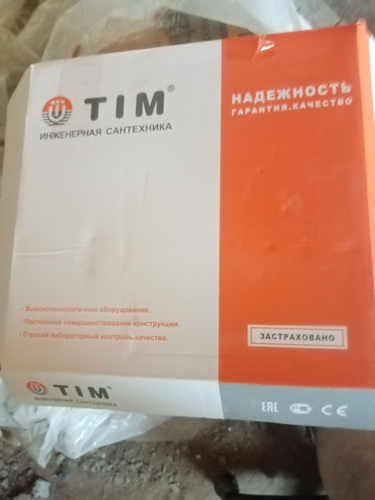 TIM®
ИНЖЕНЕРНАЯ САНТЕХНИКА
НАДЕЖНОСТЬ
ГАРАНТИЯ.КАЧЕСТВО
- Высокотехнологичное оборудование.
- Постоянное совершенствование конструкции.
- Строгий лабораторный контроль качества.
ЗАСТРАХОВАНО
TIM®
ИНЖЕНЕРНАЯ САНТЕХНИКА
EAC PG CE